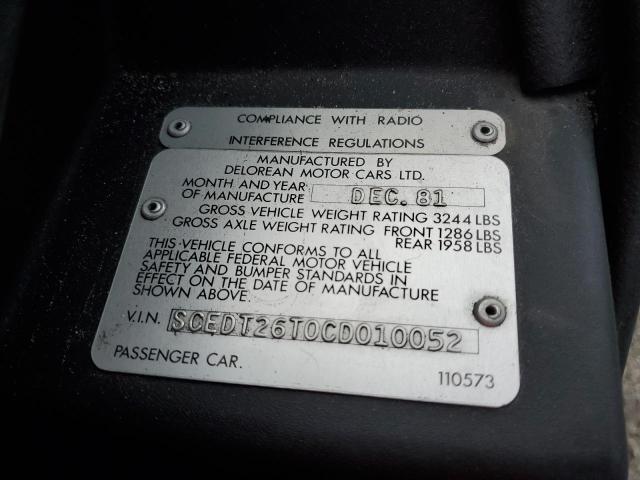 COMPLIANCE WITH RADIO
INTERFERENCE REGULATIONS
MANUFACTURED BY
DELOREAN MOTOR CARS LTD.
MONTH AND YEAR
OF MANUFACTURE DEC. 81
GROSS VEHICLE WEIGHT RATING 3244 LBS
GROSS AXLE WEIGHT RATING FRONT 1286 LBS
REAR 1958 LBS
THIS VEHICLE CONFORMS TO ALL
APPLICABLE FEDERAL MOTOR VEHICLE
SAFETY AND BUMPER STANDARDS IN
EFFECT ON THE DATE OF MANUFACTURE
SHOWN ABOVE.
V.I.N. SCEDT26T0CD010052
PASSENGER CAR.
110573